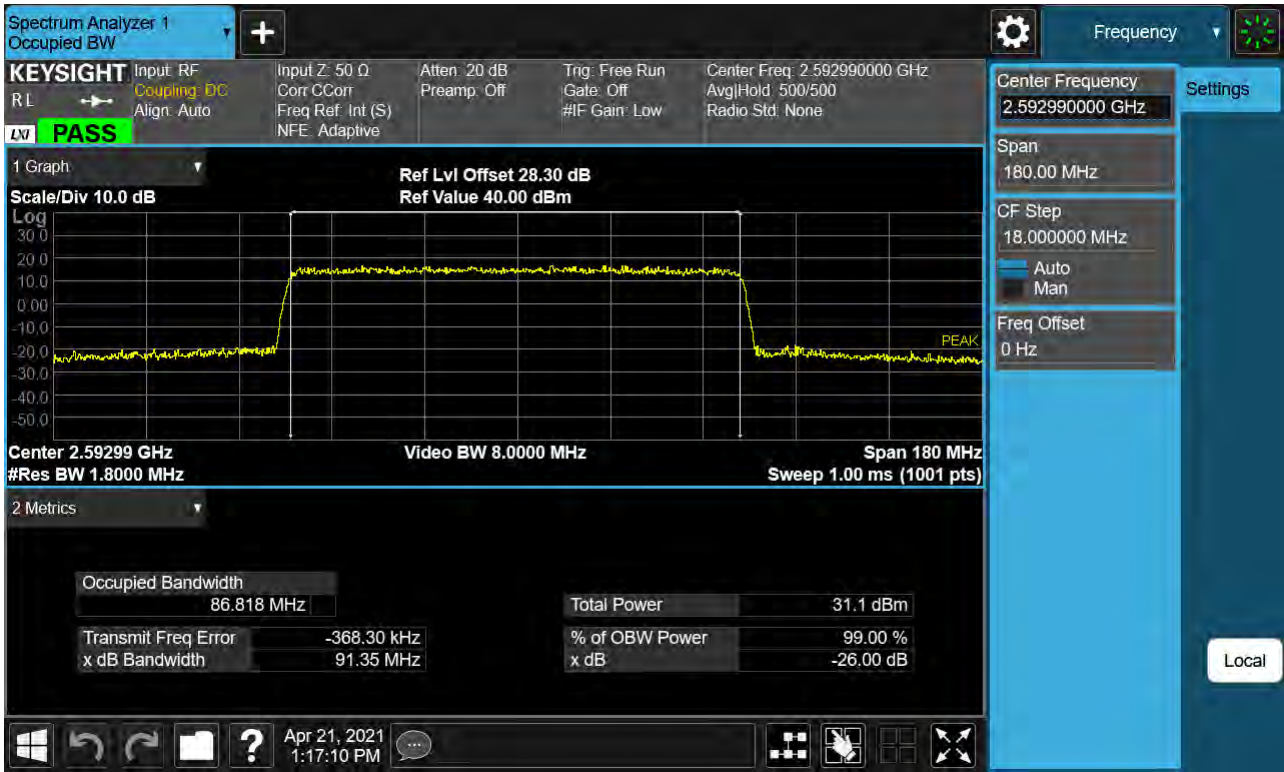 Spectrum Analyzer 1
Occupied BW
+
Frequency
KEYSIGHT
R L
LXI
PASS
Input: RF
Coupling: DC
Align: Auto
Input Z: 50 Ω
Corr CCorr
Freq Ref: Int (S)
NFE: Adaptive
Atten: 20 dB
Preamp: Off
Trig: Free Run
Gate: Off
#IF Gain: Low
Center Freq: 2.592990000 GHz
Avg|Hold: 500/500
Radio Std: None
Center Frequency
2.592990000 GHz
Settings
Span
180.00 MHz
CF Step
18.000000 MHz
Auto
Man
Freq Offset
0 Hz
Local
1 Graph
Scale/Div 10.0 dB
Ref Lvl Offset 28.30 dB
Ref Value 40.00 dBm
Log
30.0
20.0
10.0
0.00
-10.0
-20.0
-30.0
-40.0
-50.0
PEAK
Center 2.59299 GHz
Video BW 8.0000 MHz
Span 180 MHz
#Res BW 1.8000 MHz
Sweep 1.00 ms (1001 pts)
2 Metrics
Occupied Bandwidth
86.818 MHz
Total Power 31.1 dBm
Transmit Freq Error -368.30 kHz
% of OBW Power 99.00 %
x dB Bandwidth 91.35 MHz
x dB -26.00 dB
?
Apr 21, 2021
1:17:10 PM